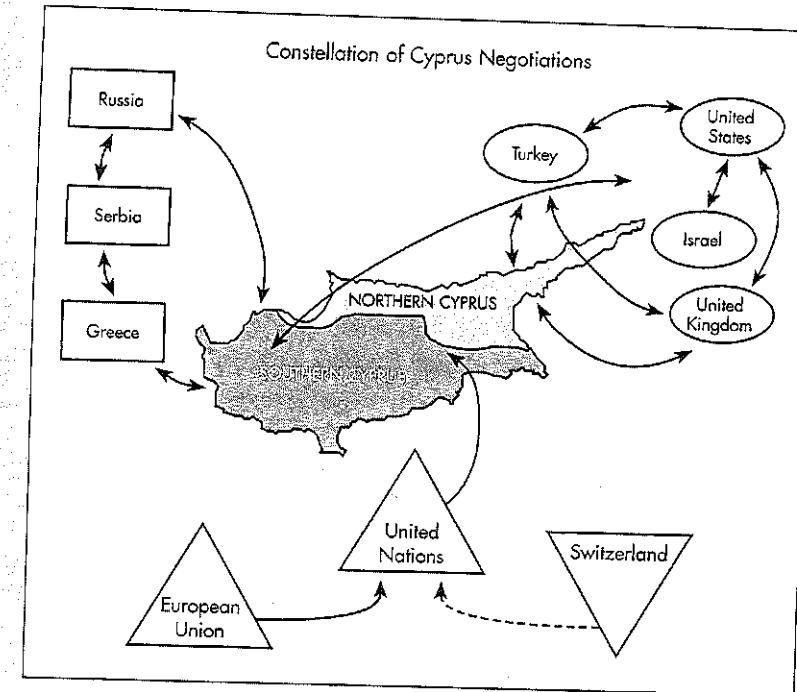 Constellation of Cyprus Negotiations
Russia
United
States
Turkey
Serbia
Israel
NORTHERN CYPRUS
United
Kingdom
Greece
SOUTHERN CYPRUS
United
Nations
Switzerland
European
Union